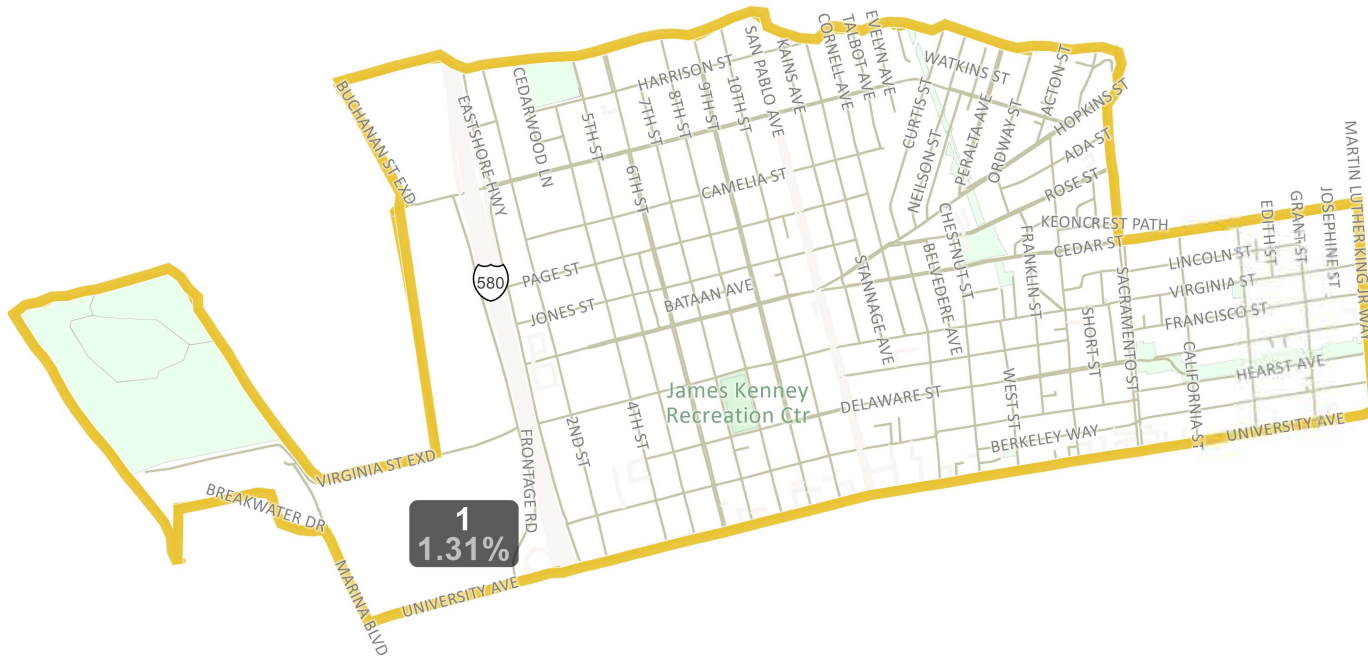 BUCHANAN ST EXD
EASTSHORE HWY
CEDARWOOD LN
HARRISON ST
5TH ST
7TH ST
8TH ST
9TH ST
10TH ST
SAN PABLO AVE
KAINS AVE
CORNELL AVE
TALBOT AVE
EVELYN AVE
WATKINS ST
CURTIS ST
NEILSON ST
PERALTA AVE
ORDWAY ST
ACTON ST
HOPKINS ST
ADA ST
ROSE ST
KEONCREST PATH
CEDAR ST
6TH ST
CAMELIA ST
PAGE ST
JONES ST
BATAAN AVE
580
STANNAGE AVE
BELVEDERE AVE
CHESTNUT ST
FRANKLIN ST
SHORT ST
SACRAMENTO ST
LINCOLN ST
VIRGINIA ST
FRANCISCO ST
CALIFORNIA ST
EDITH ST
GRANT ST
JOSEPHINE ST
MARTIN LUTHER KING JR WAY
HEARST AVE
James Kenney
Recreation Ctr
DELAWARE ST
WEST ST
BERKELEY WAY
UNIVERSITY AVE
2ND ST
4TH ST
FRONTAGE RD
VIRGINIA ST EXD
BREAKWATER DR
MARINA BLVD
UNIVERSITY AVE
1
1.31%